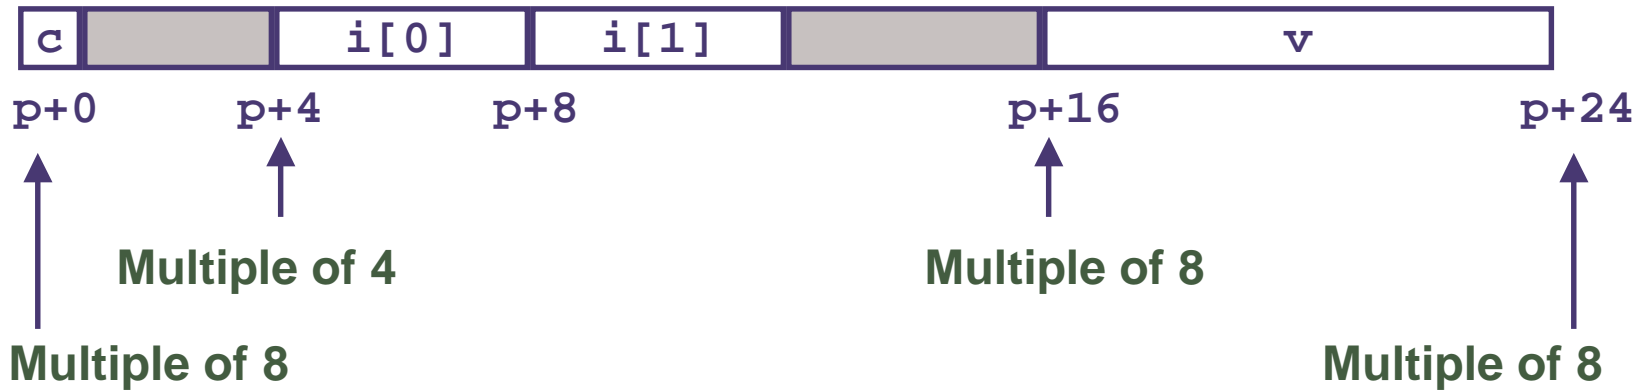 c i[0] i[1] v
p+0 p+4 p+8 p+16 p+24
Multiple of 4 Multiple of 8
Multiple of 8 Multiple of 8